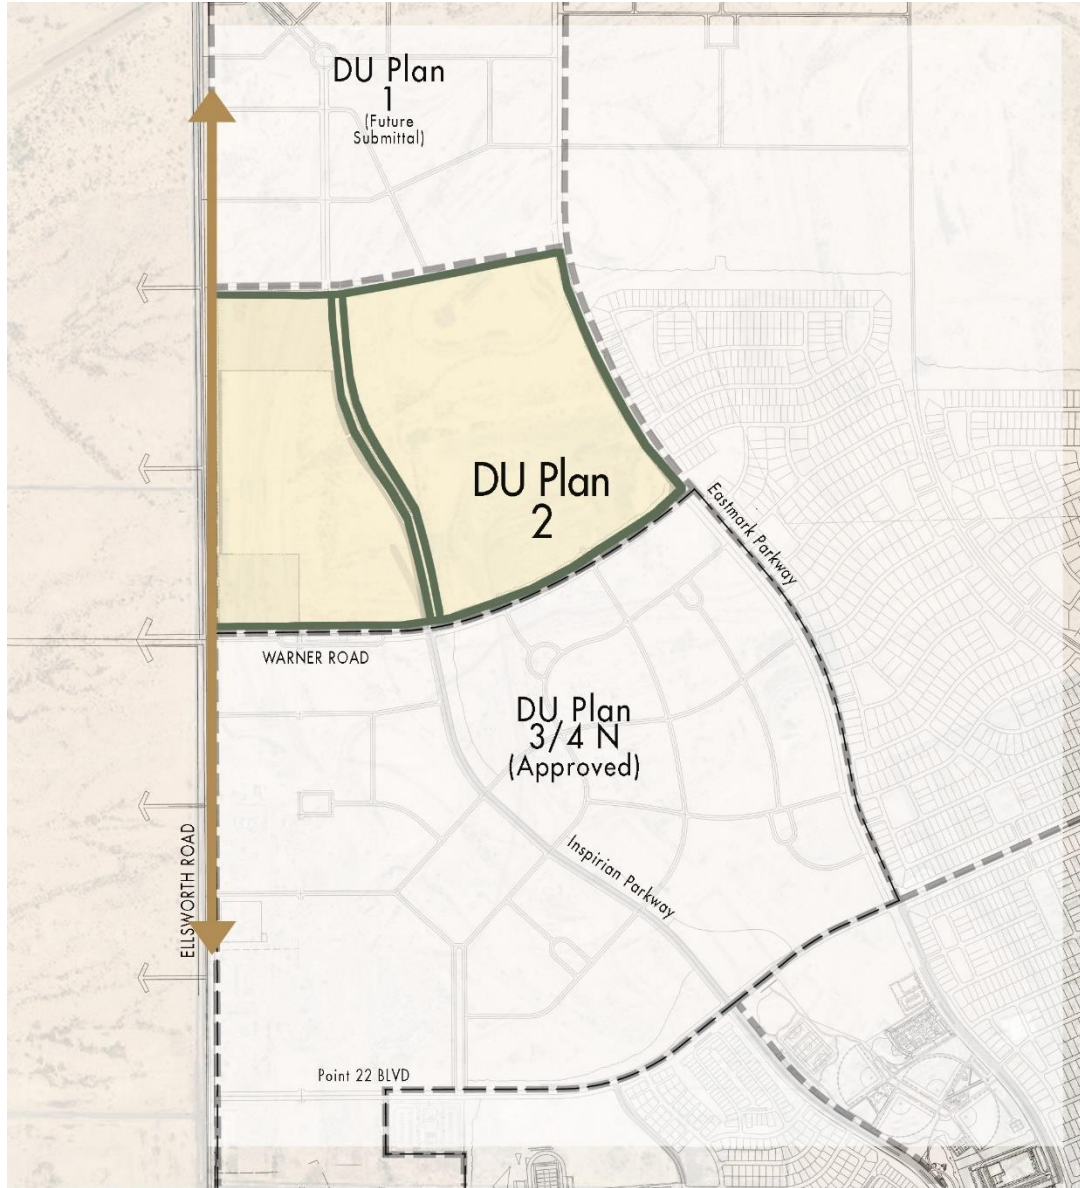 DU Plan
1
(Future
Submittal)
DU Plan
2
Eastmark Parkway
WARNER ROAD
DU Plan
3/4 N
(Approved)
ELLSWORTH ROAD
Inspirian Parkway
Point 22 BLVD